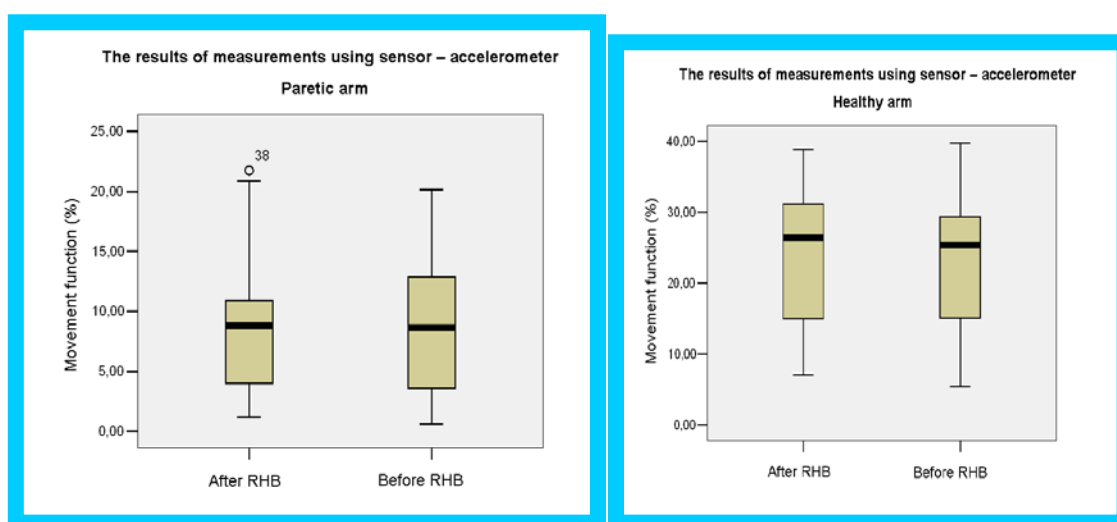 The results of measurements using sensor – accelerometer
Paretic arm
25,00
38
20,00
15,00
10,00
5,00
0,00
Movement function (%)
After RHB
Before RHB
The results of measurements using sensor – accelerometer
Healthy arm
40,00
30,00
20,00
10,00
0,00
Movement function (%)
After RHB
Before RHB